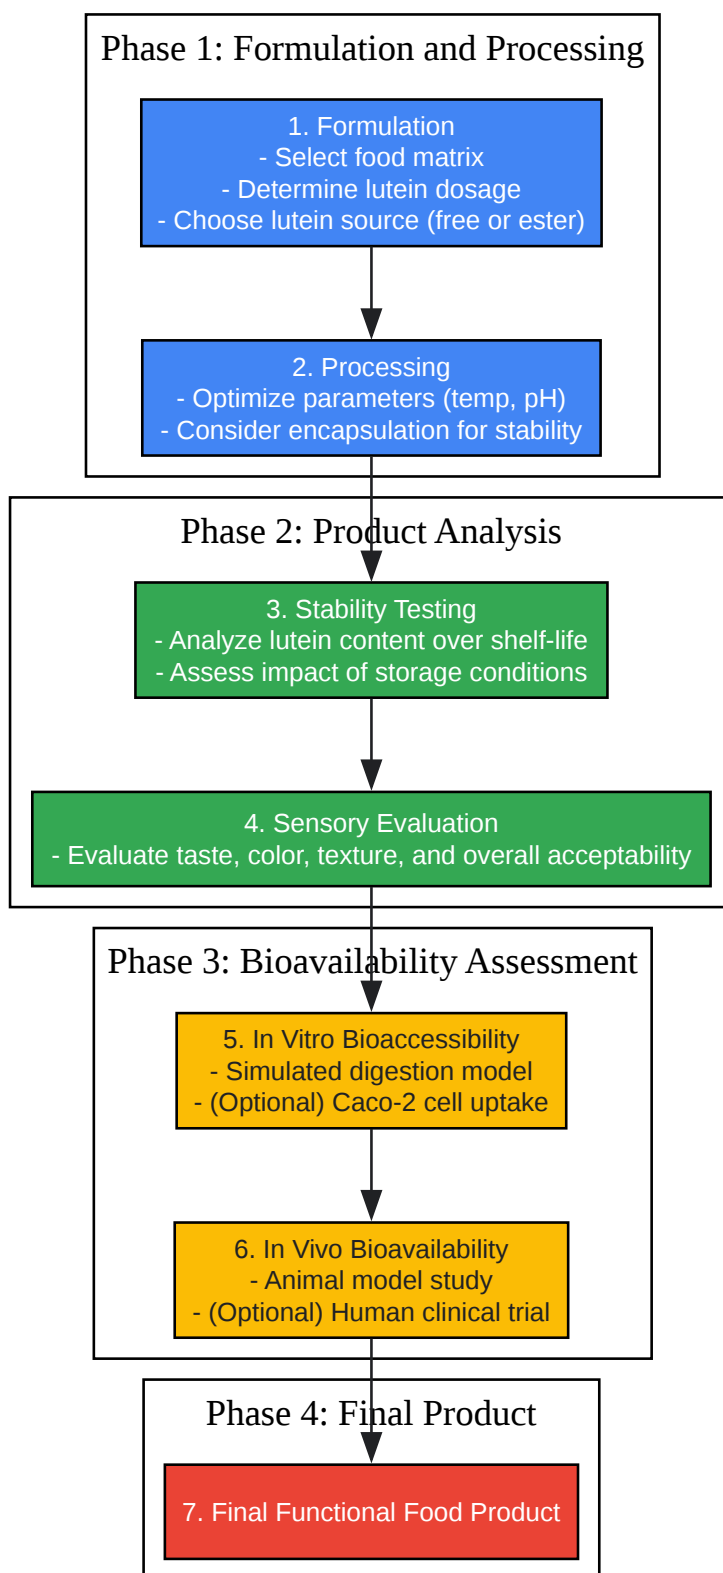 Phase 1: Formulation and Processing
1. Formulation
- Select food matrix
- Determine lutein dosage
- Choose lutein source (free or ester)
2. Processing
- Optimize parameters (temp, pH)
- Consider encapsulation for stability
Phase 2: Product Analysis
3. Stability Testing
- Analyze lutein content over shelf-life
- Assess impact of storage conditions
4. Sensory Evaluation
- Evaluate taste, color, texture, and overall acceptability
Phase 3: Bioavailability Assessment
5. In Vitro Bioaccessibility
- Simulated digestion model
- (Optional) Caco-2 cell uptake
6. In Vivo Bioavailability
- Animal model study
- (Optional) Human clinical trial
Phase 4: Final Product
7. Final Functional Food Product